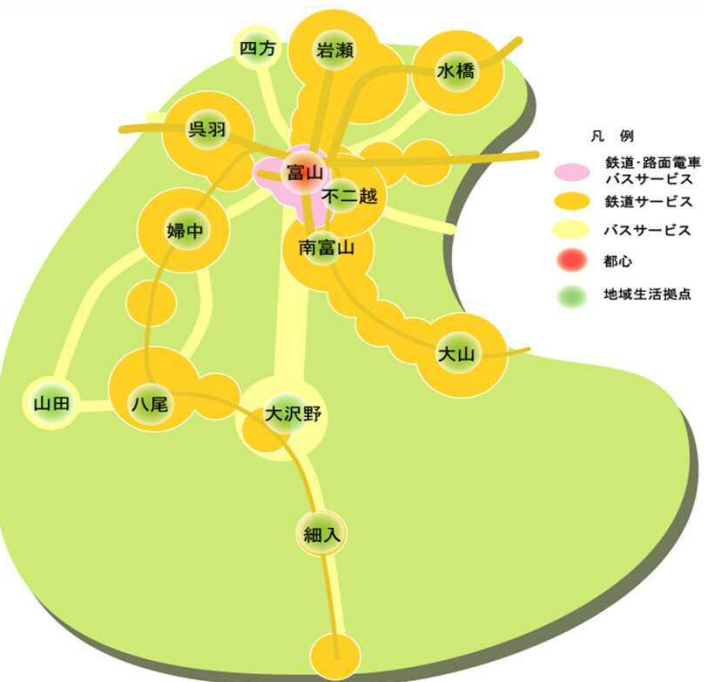 四方
岩瀬
水橋
呉羽
富山
不二越
婦中
南富山
大山
山田
八尾
大沢野
細入
凡 例
鉄道・路面電車
バスサービス
鉄道サービス
バスサービス
都心
地域生活拠点